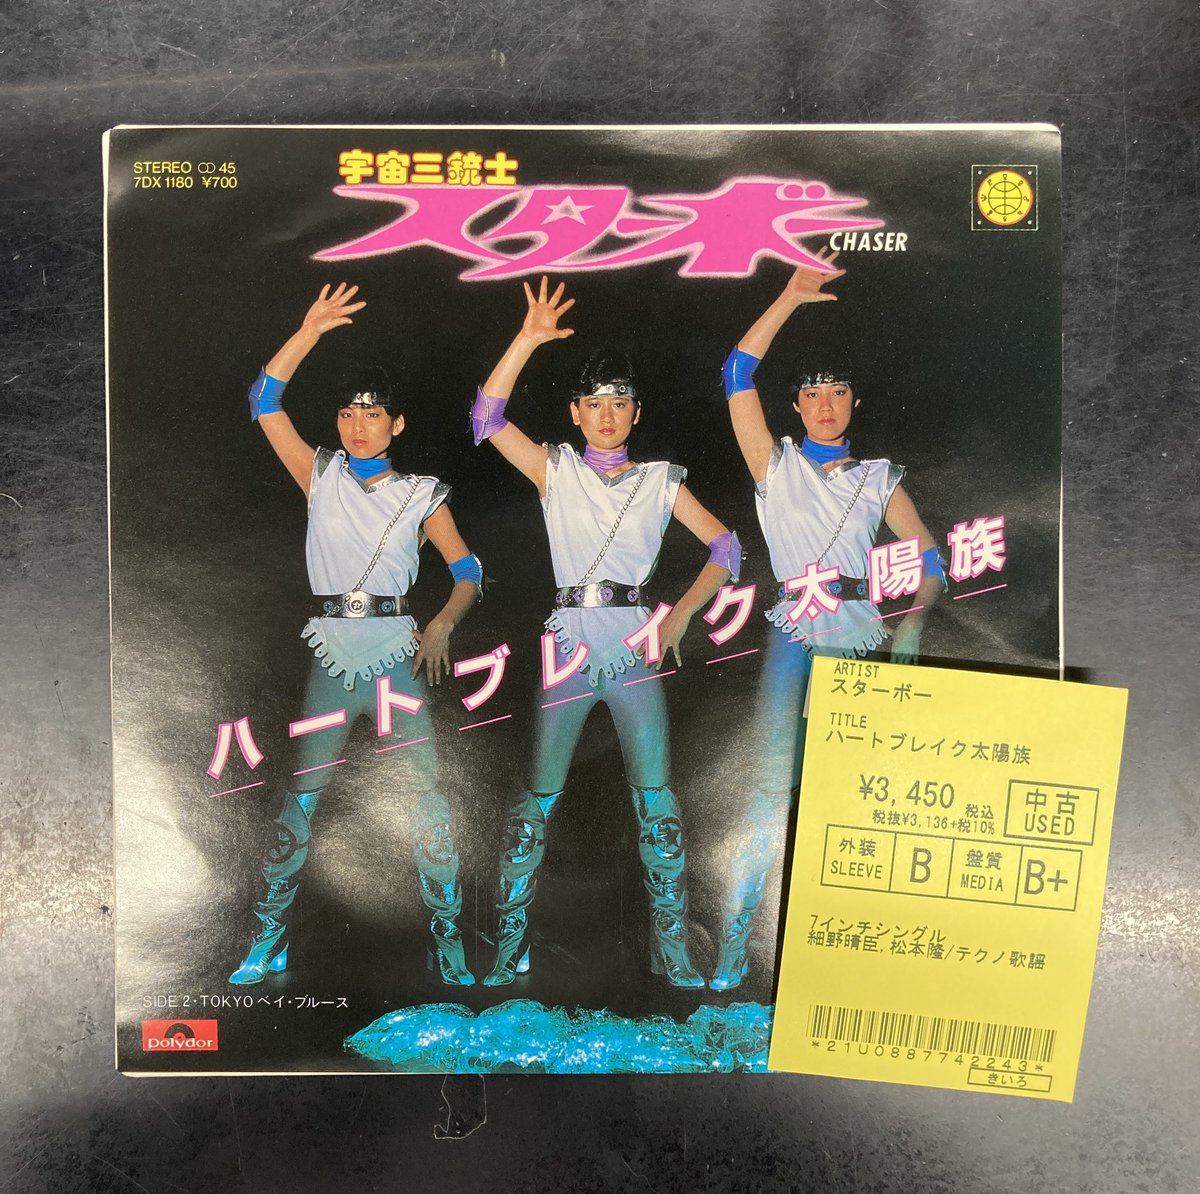 STEREO ⵔ 45
7DX 1180 ¥700
宇宙三銃士
スターボー
CHASER
ハートブレイク太陽族
SIDE 2・TOKYOベイ・ブルース
polydor
ARTIST
スターボー
TITLE
ハートブレイク太陽族
¥3,450 税込
税抜¥3,136+税10%
中古
USED
外装
SLEEVE
B
盤質
MEDIA
B+
7インチシングル
細野晴臣,松本隆/テクノ歌謡
*21U0887742243*
きいろ